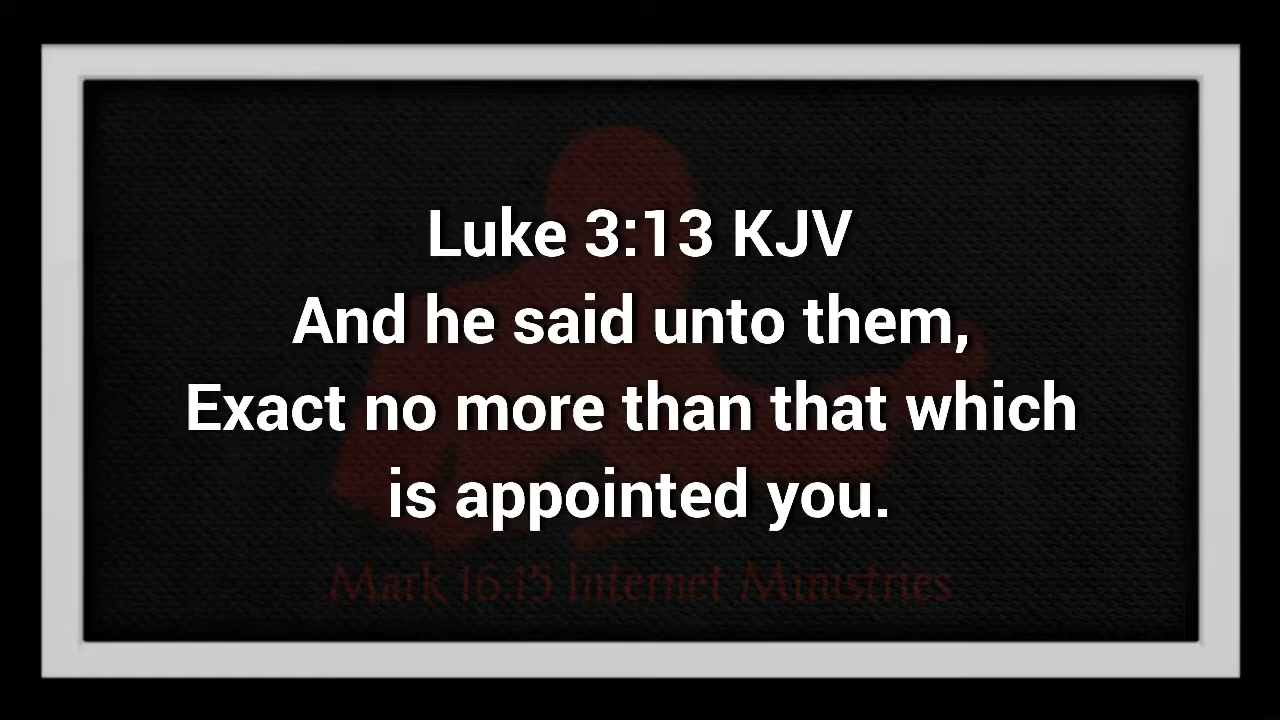 Luke 3:13 KJV
And he said unto them,
Exact no more than that which
is appointed you.
Mark 16:15 Internet Ministries